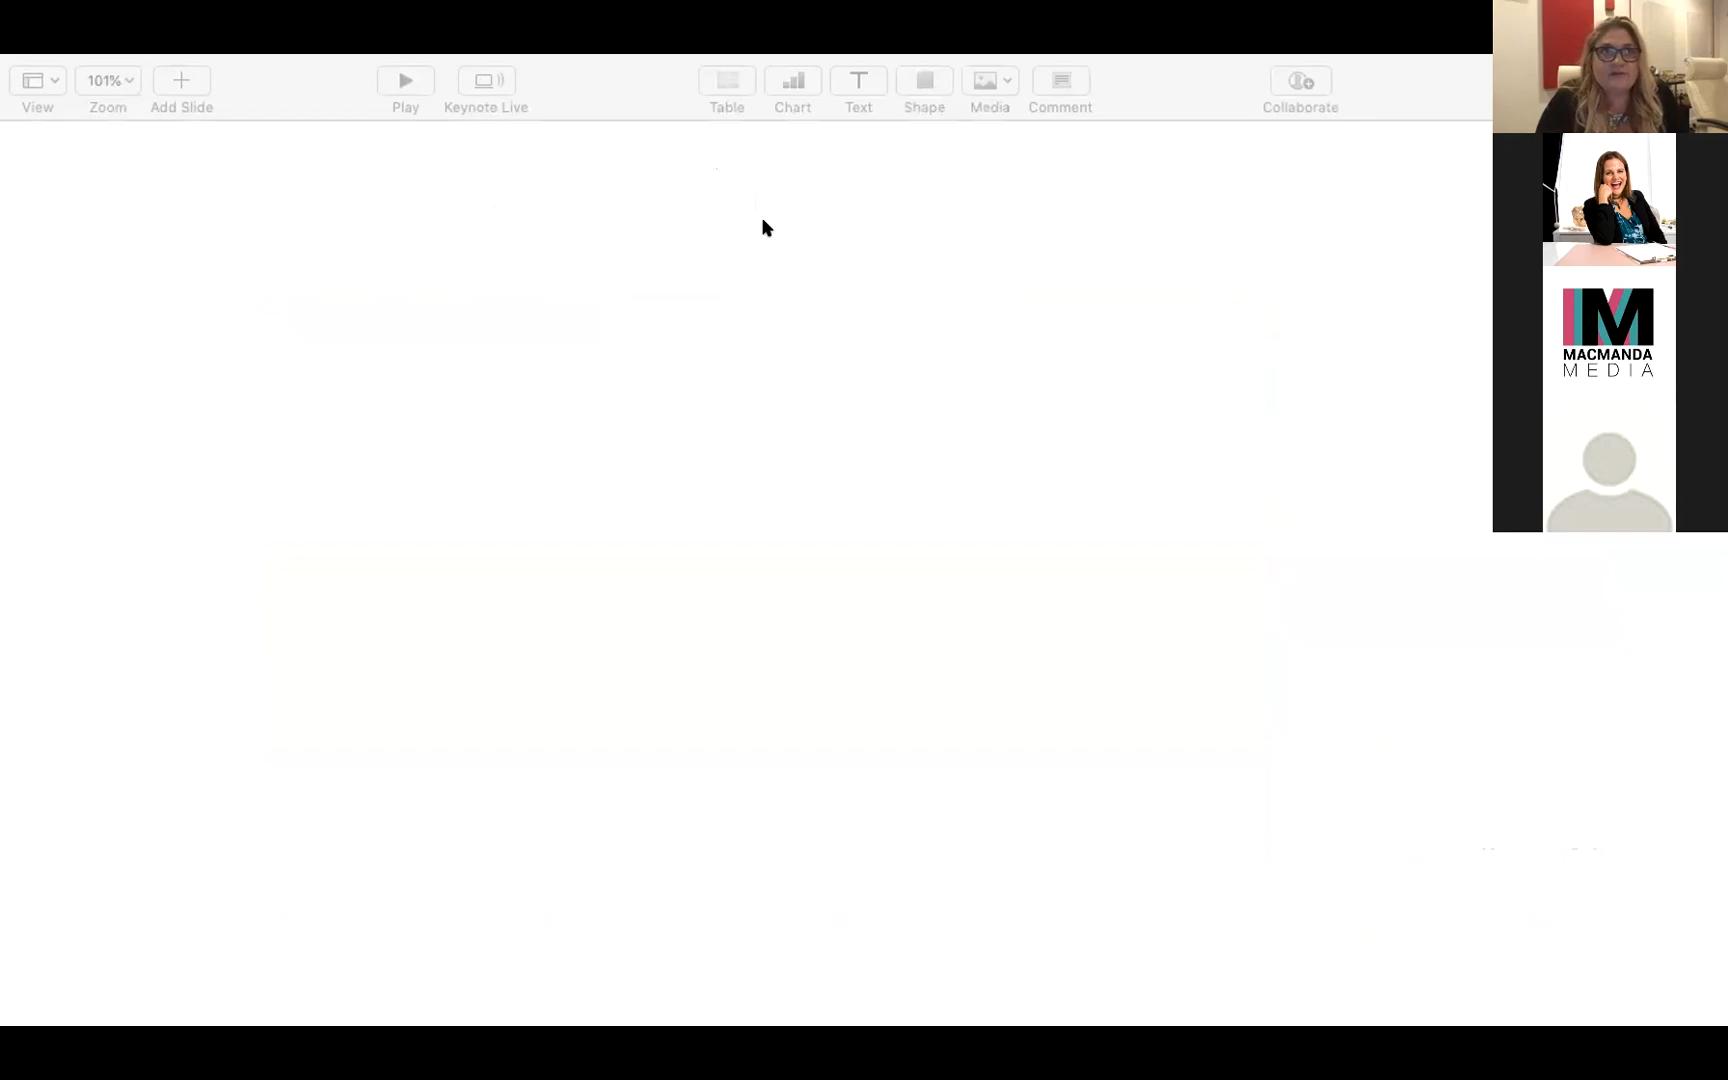 101%
View
Zoom
Add Slide
Play
Keynote Live
Table
Chart
Text
Shape
Media
Comment
Collaborate
MACMANDA
MEDIA